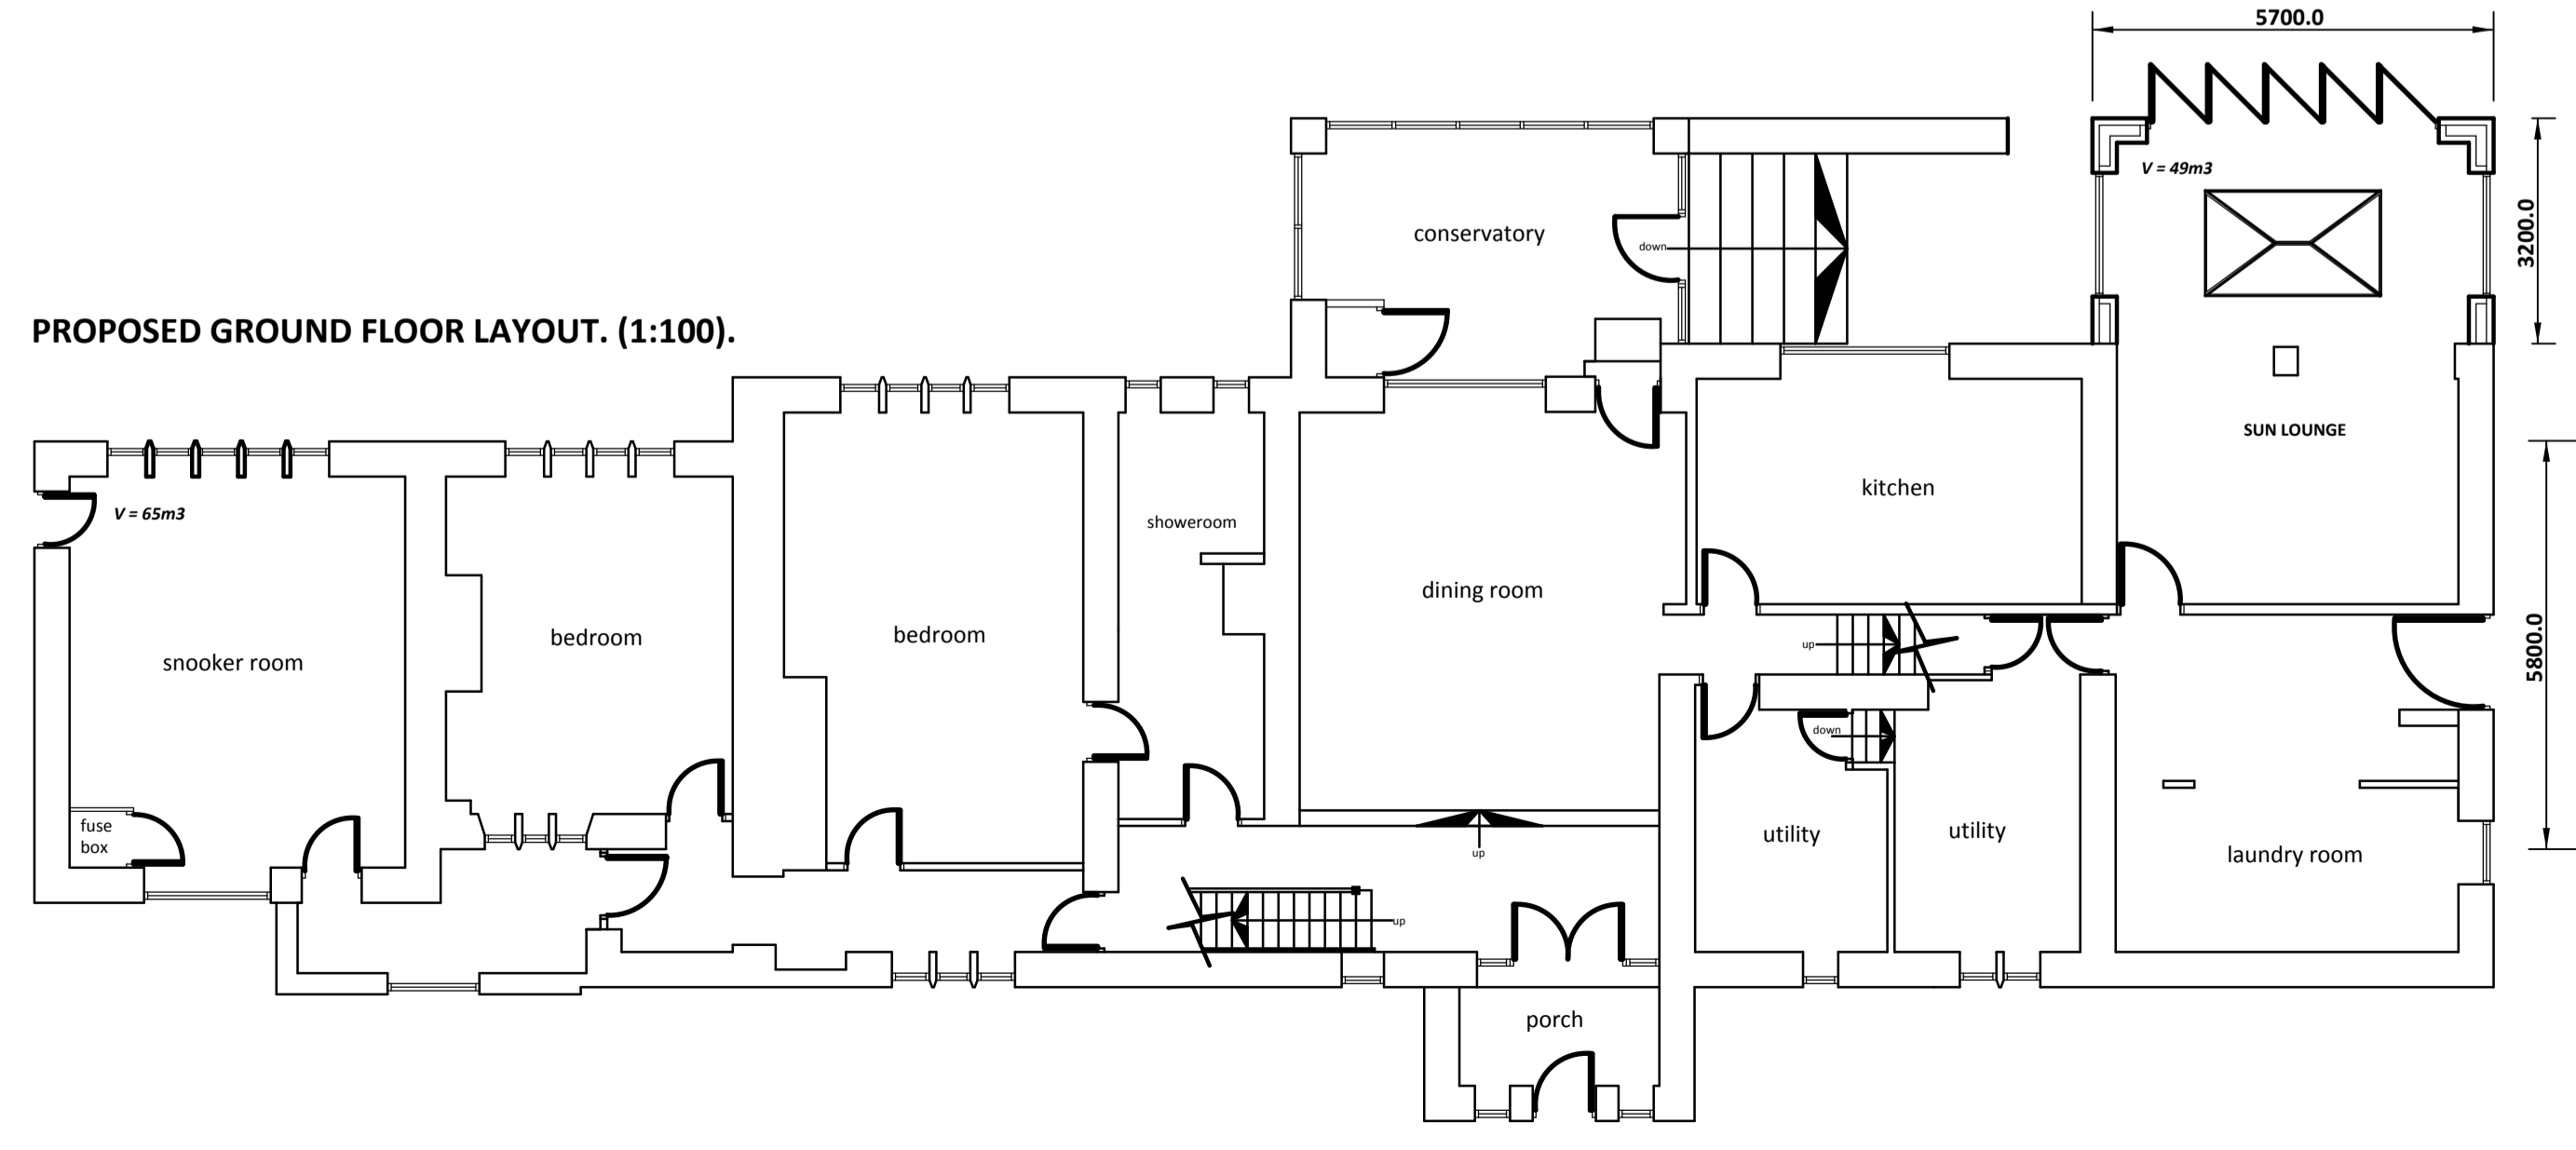 5700.0
V = 49m3
3200.0
conservatory
down
PROPOSED GROUND FLOOR LAYOUT. (1:100).
SUN LOUNGE
kitchen
V = 65m3
showeroom
dining room
bedroom
bedroom
snooker room
up
5800.0
down
fuse
box
utility
utility
laundry room
up
up
porch